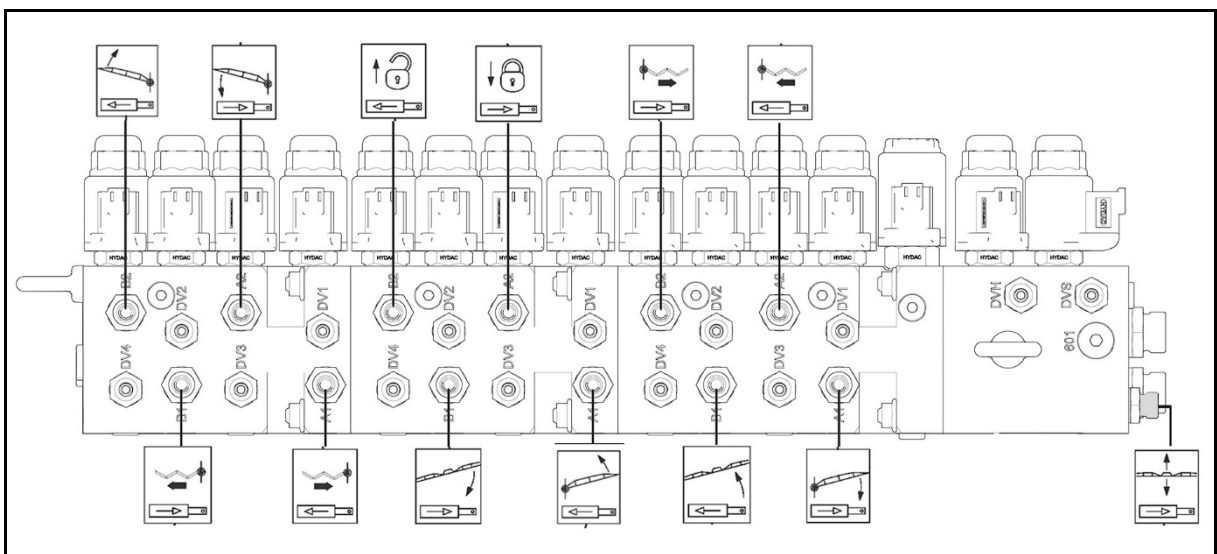 HYDAC
HYDAC HYDAC HYDAC HYDAC HYDAC HYDAC HYDAC HYDAC HYDAC HYDAC HYDAC HYDAC HYDAC HYDAC HYDAC
B2 DV2 A2 DV1 B2 DV2 A2 DV1 B2 DV2 A2 DV1 DVH DVS
DV4 DV3 DV4 DV3 DV4 DV3 601
B1 A1 B1 A1 B1 A1